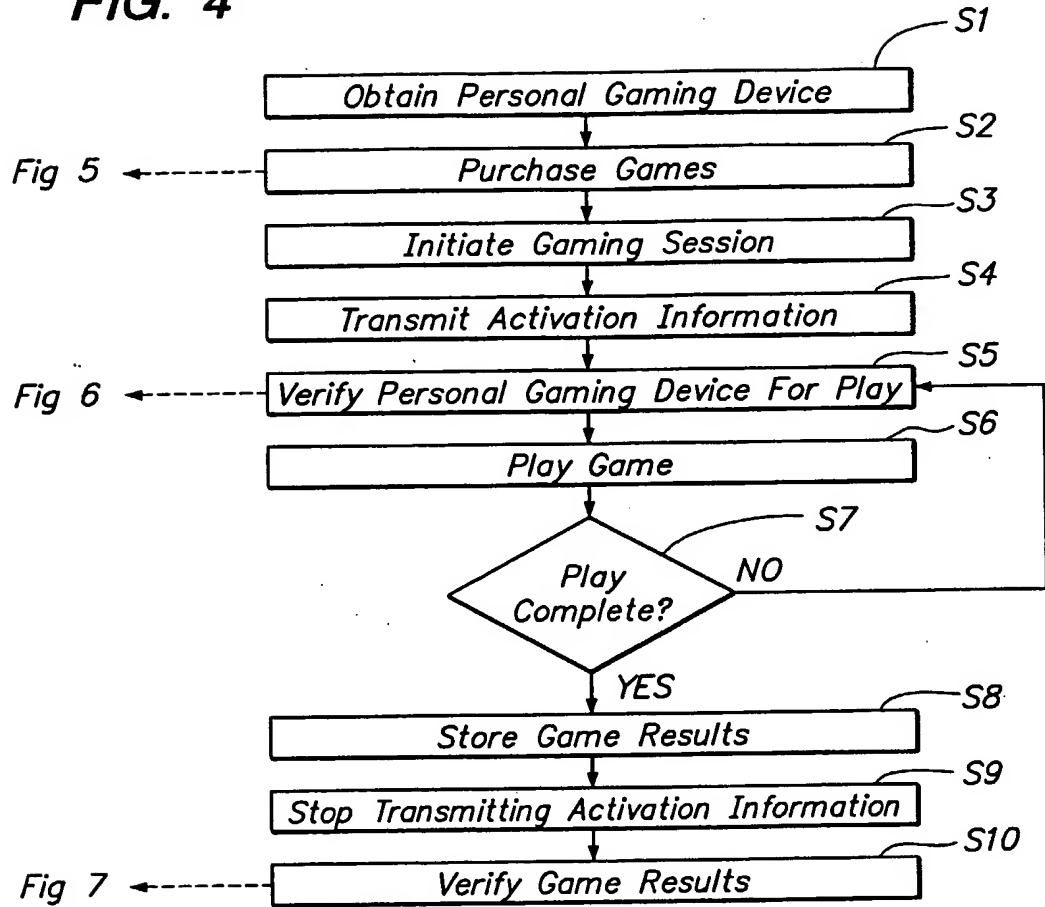 FIG. 4
S1
Obtain Personal Gaming Device
S2
Fig 5
Purchase Games
S3
Initiate Gaming Session
S4
Transmit Activation Information
S5
Fig 6
Verify Personal Gaming Device For Play
S6
Play Game
S7
Play
Complete?
NO
YES
S8
Store Game Results
S9
Stop Transmitting Activation Information
S10
Fig 7
Verify Game Results